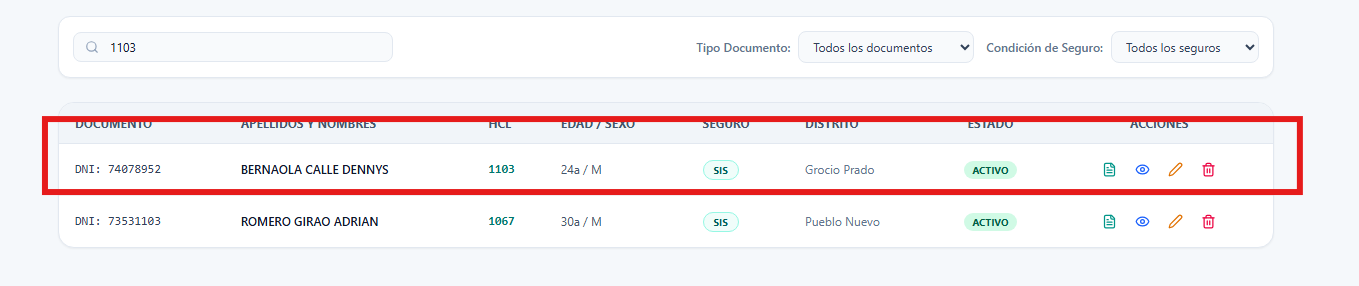 1103
Tipo Documento: Todos los documentos Condición de Seguro: Todos los seguros
DOCUMENTO APELLIDOS Y NOMBRES HCL EDAD / SEXO SEGURO DISTRITO ESTADO ACCIONES
DNI: 74078952 BERNAOLA CALLE DENNYS 1103 24a / M SIS Grocio Prado ACTIVO
DNI: 73531103 ROMERO GIRAO ADRIAN 1067 30a / M SIS Pueblo Nuevo ACTIVO